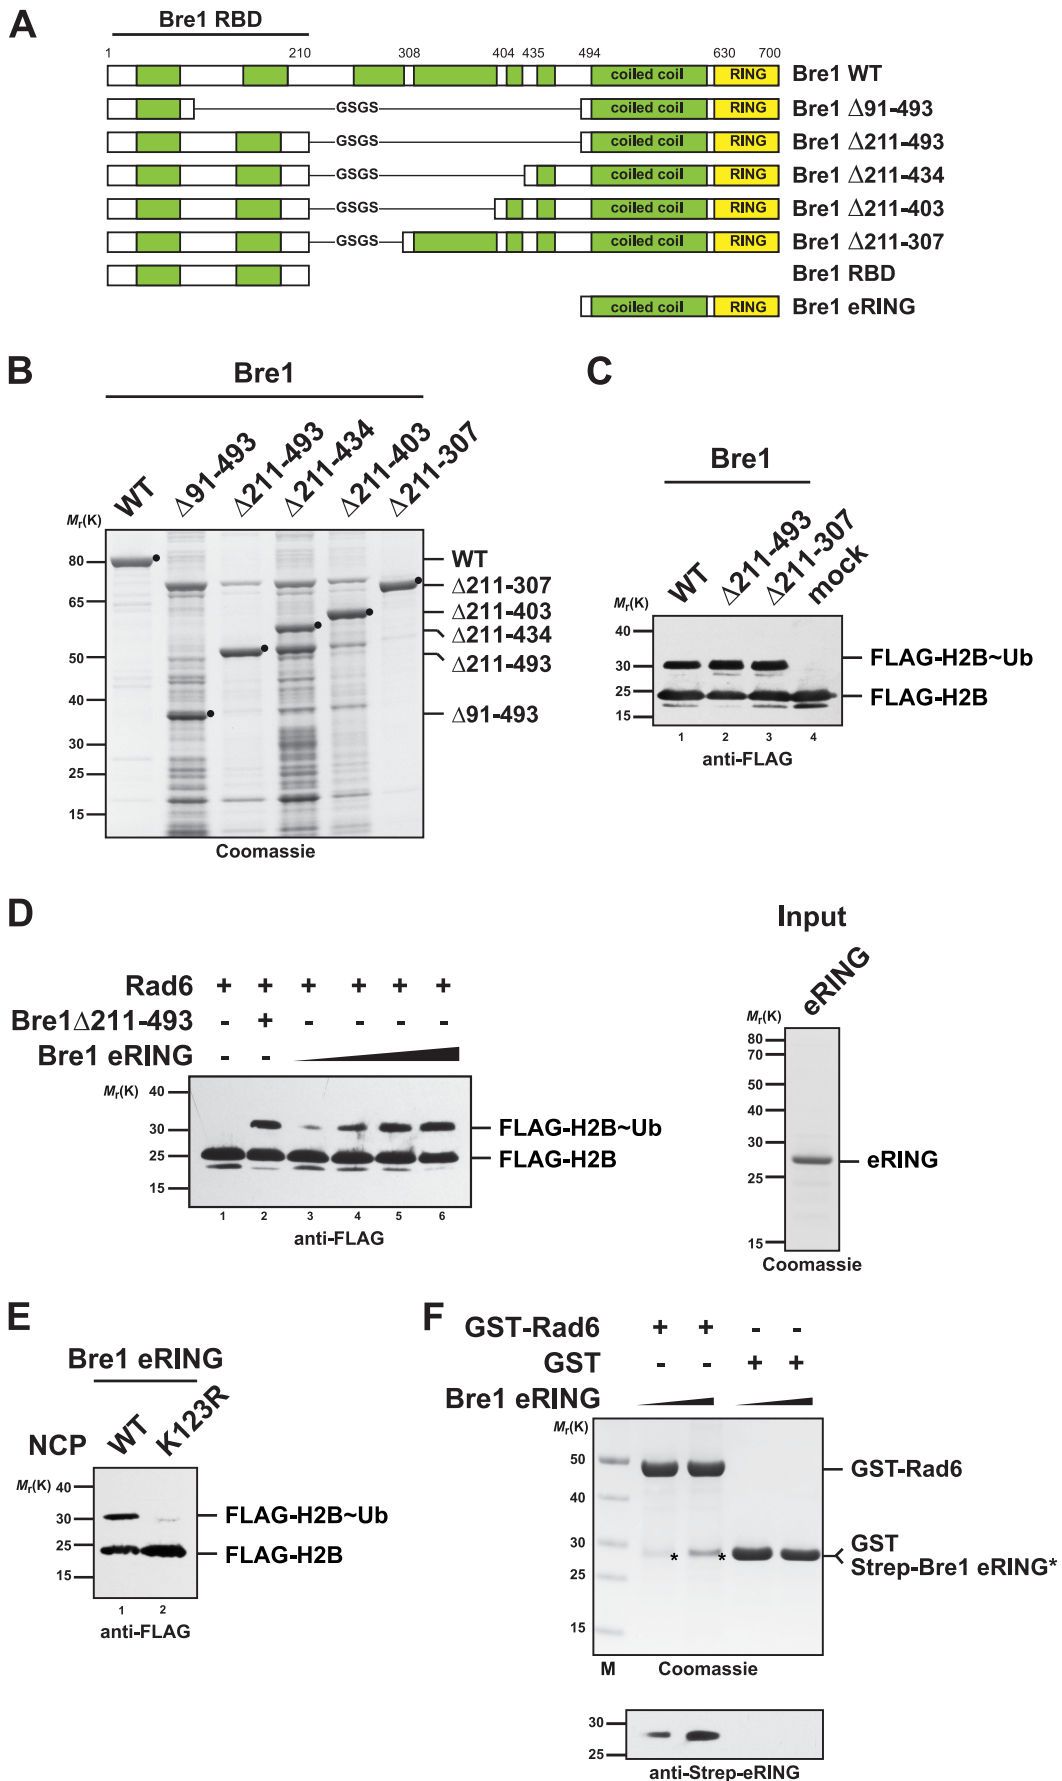 A
Bre1 RBD
1 210 308 404 435 494 630 700
coiled coil RING Bre1 WT
GSGS coiled coil RING Bre1 Δ91-493
GSGS coiled coil RING Bre1 Δ211-493
GSGS coiled coil RING Bre1 Δ211-434
GSGS coiled coil RING Bre1 Δ211-403
GSGS coiled coil RING Bre1 Δ211-307
Bre1 RBD
coiled coil RING Bre1 eRING
B
Bre1
WT Δ91-493 Δ211-493 Δ211-434 Δ211-403 Δ211-307
Mr(K)
80
65
50
40
30
25
15
WT
Δ211-307
Δ211-403
Δ211-434
Δ211-493
Δ91-493
Coomassie
C
Bre1
WT Δ211-493 Δ211-307 mock
Mr(K)
40
30
25
15
FLAG-H2B~Ub
FLAG-H2B
1 2 3 4
anti-FLAG
D
Rad6 + + + + + +
Bre1Δ211-493 - + - - - -
Bre1 eRING - -
Mr(K)
40
30
25
15
FLAG-H2B~Ub
FLAG-H2B
1 2 3 4 5 6
anti-FLAG
Input
eRING
Mr(K)
80
70
50
40
30
25
15
eRING
Coomassie
E
Bre1 eRING
NCP WT K123R
Mr(K)
40
30
25
15
FLAG-H2B~Ub
FLAG-H2B
1 2
anti-FLAG
F
GST-Rad6 + + - -
GST - - + +
Bre1 eRING
Mr(K)
50
40
30
25
15
GST-Rad6
GST
Strep-Bre1 eRING*
* *
M Coomassie
30
25
anti-Strep-eRING